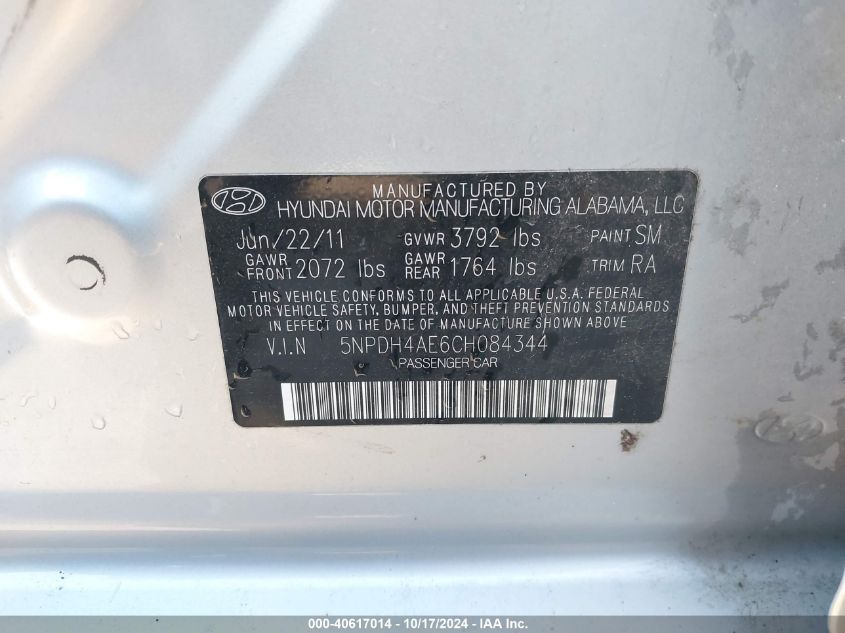 MANUFACTURED BY
HYUNDAI MOTOR MANUFACTURING ALABAMA, LLC
Jun/22/11 GVWR 3792 lbs PAINT SM
GAWR FRONT 2072 lbs GAWR REAR 1764 lbs TRIM RA
THIS VEHICLE CONFORMS TO ALL APPLICABLE U.S.A. FEDERAL
MOTOR VEHICLE SAFETY, BUMPER, AND THEFT PREVENTION STANDARDS
IN EFFECT ON THE DATE OF MANUFACTURE SHOWN ABOVE
V.I.N 5NPDH4AE6CH084344
PASSENGER CAR
000-40617014 - 10/17/2024 - IAA Inc.